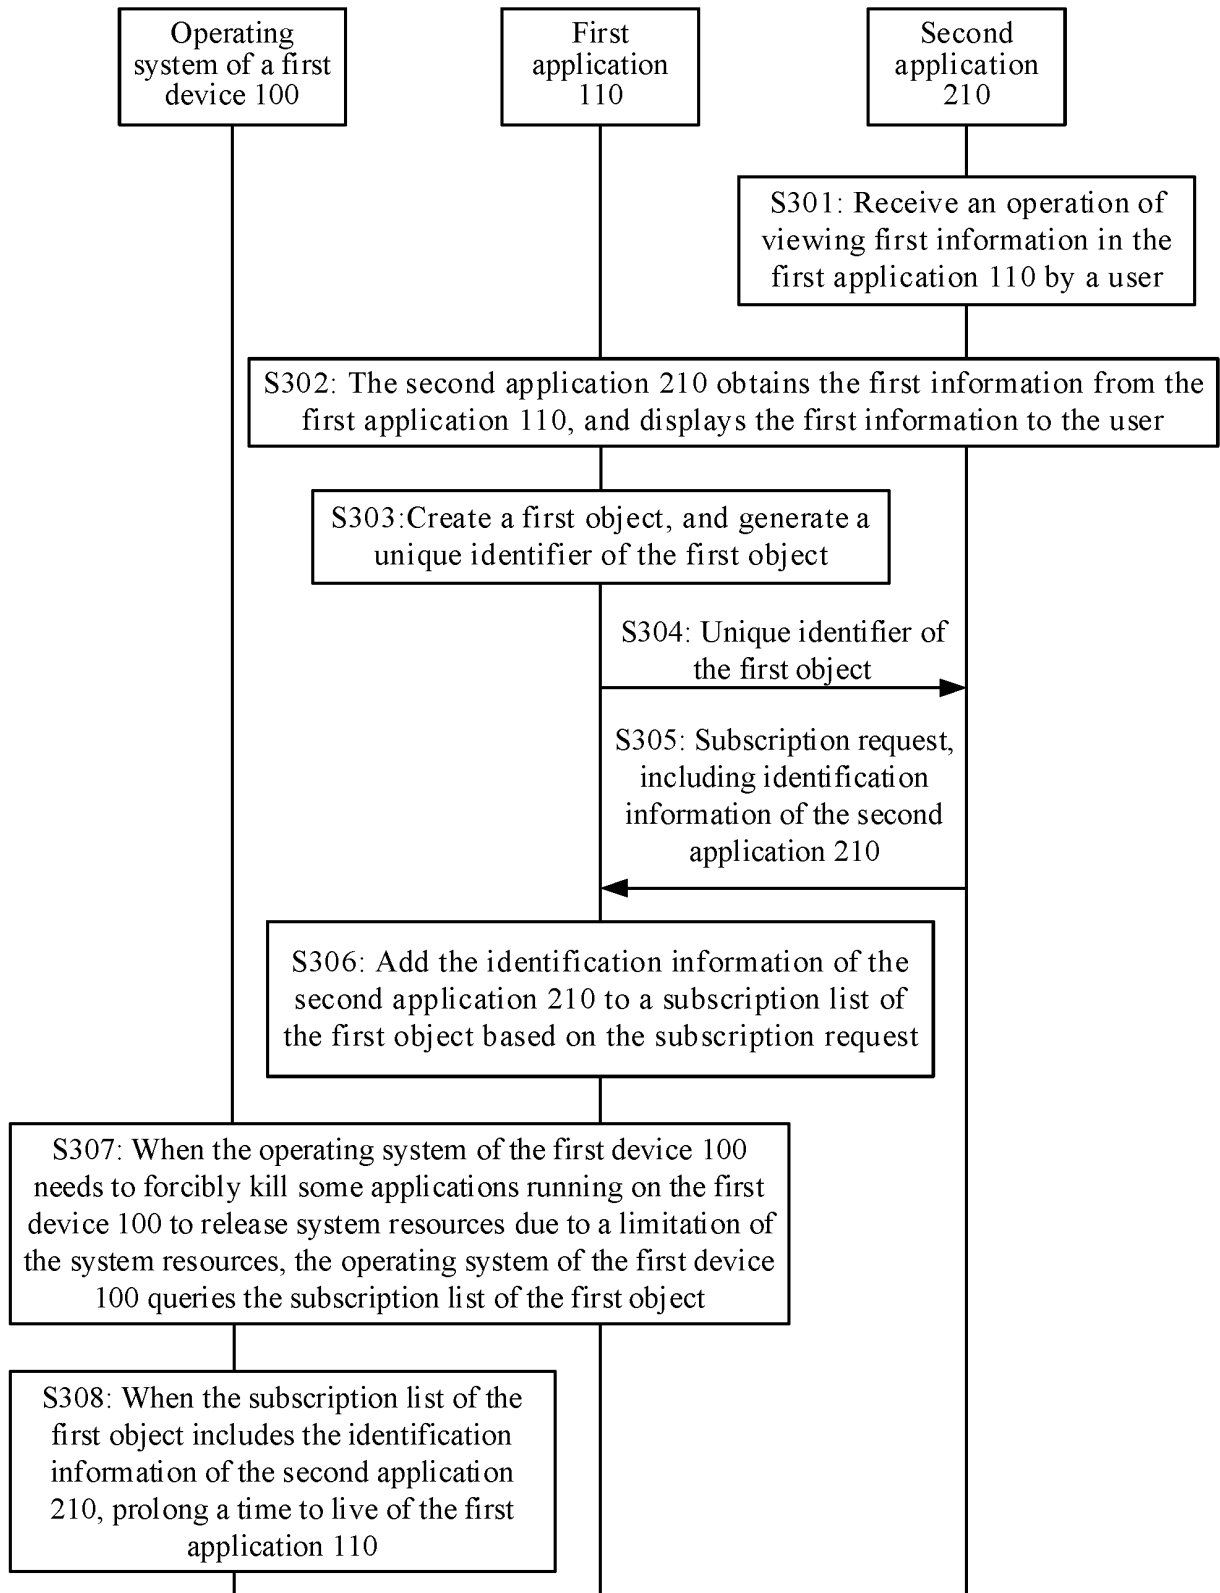 Operating
system of a first
device 100
First
application
110
Second
application
210
S301: Receive an operation of
viewing first information in the
first application 110 by a user
S302: The second application 210 obtains the first information from the
first application 110, and displays the first information to the user
S303:Create a first object, and generate a
unique identifier of the first object
S304: Unique identifier of
the first object
S305: Subscription request,
including identification
information of the second
application 210
S306: Add the identification information of the
second application 210 to a subscription list of
the first object based on the subscription request
S307: When the operating system of the first device 100
needs to forcibly kill some applications running on the first
device 100 to release system resources due to a limitation of
the system resources, the operating system of the first device
100 queries the subscription list of the first object
S308: When the subscription list of the
first object includes the identification
information of the second application
210, prolong a time to live of the first
application 110